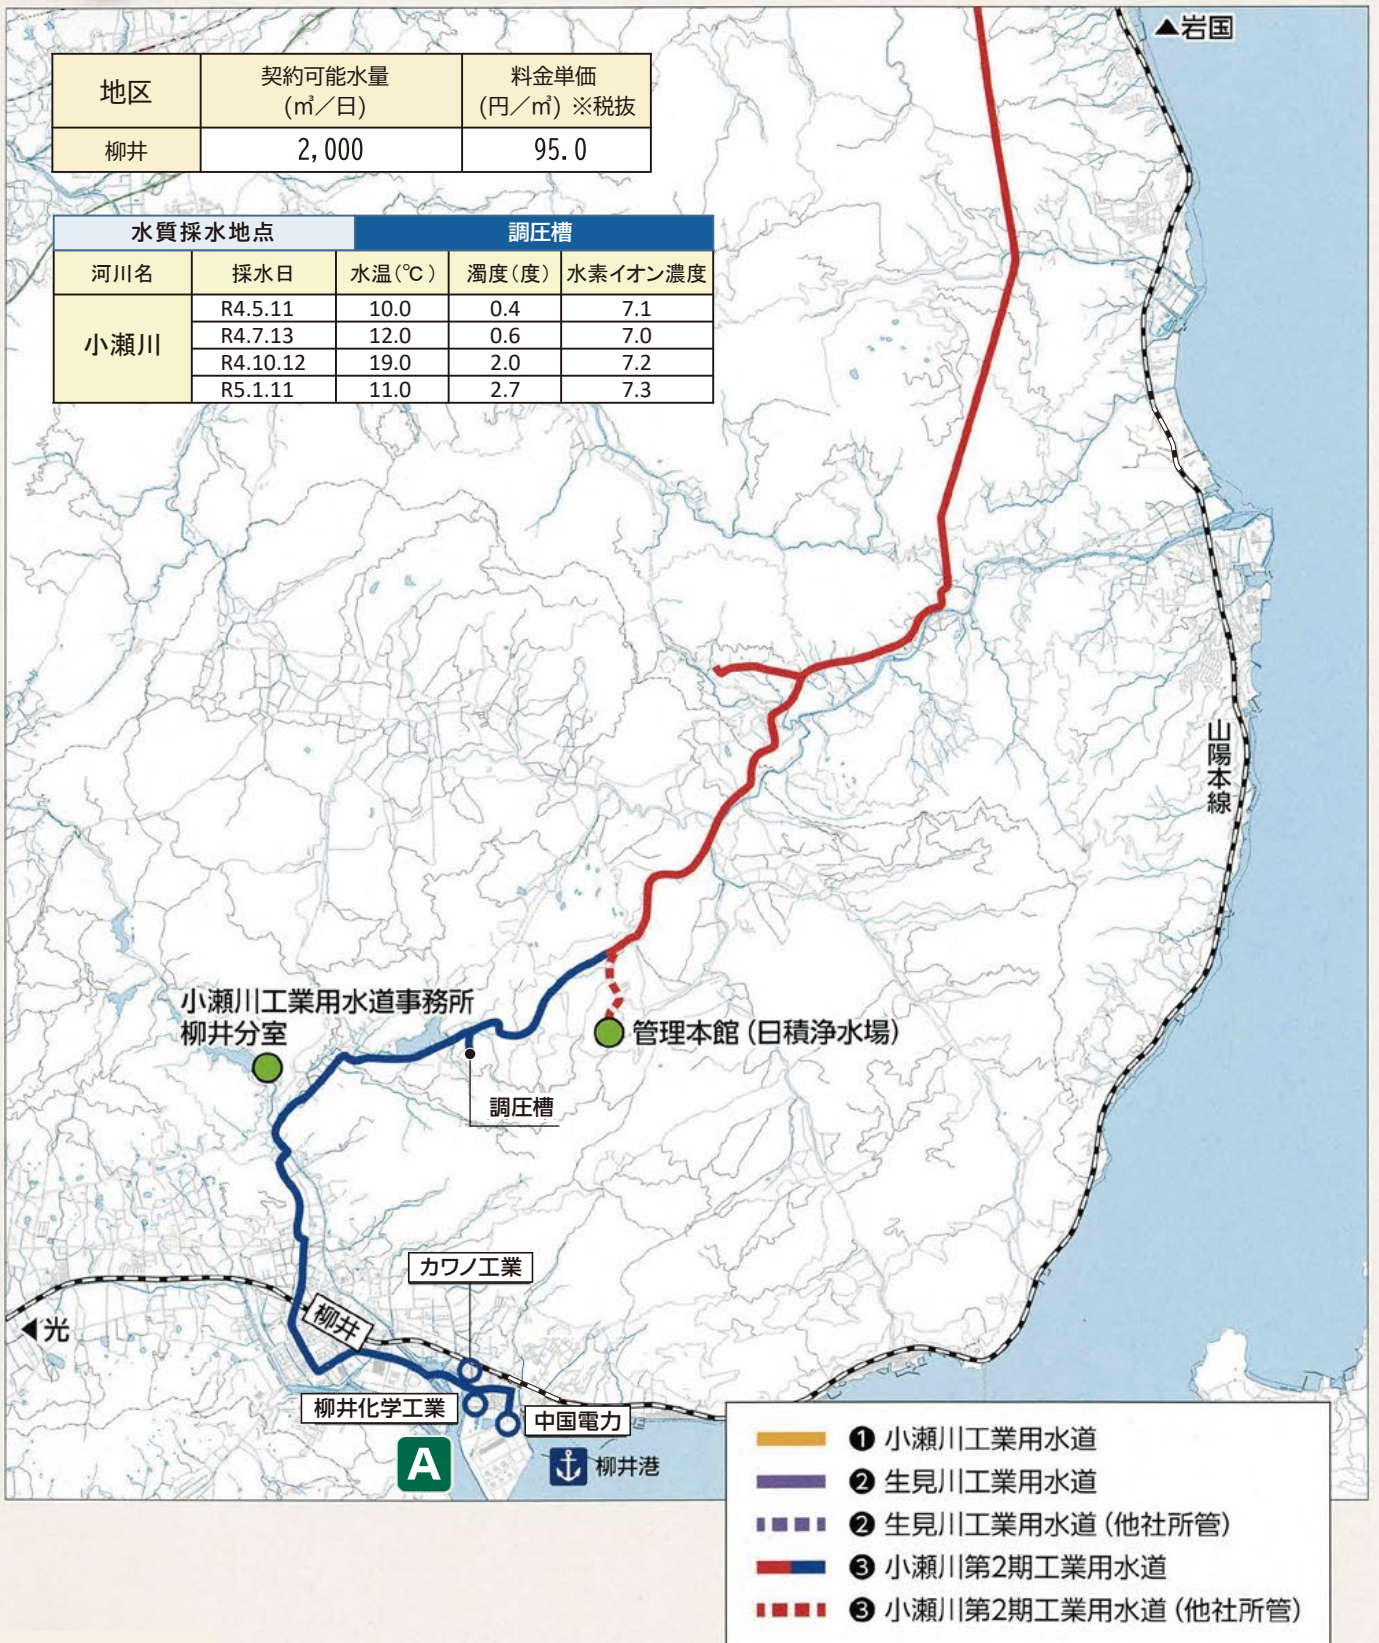 ▲岩国
地区 契約可能水量 (㎥／日) 料金単価 (円／㎥) ※税抜
柳井 2,000 95.0
水質採水地点 調圧槽
河川名 採水日 水温(℃) 濁度(度) 水素イオン濃度
小瀬川 R4.5.11 10.0 0.4 7.1
R4.7.13 12.0 0.6 7.0
R4.10.12 19.0 2.0 7.2
R5.1.11 11.0 2.7 7.3
山陽本線
小瀬川工業用水道事務所
柳井分室
管理本館(日積浄水場)
調圧槽
カワノ工業
◀光
柳井
柳井化学工業
中国電力
A
柳井港
❶ 小瀬川工業用水道
❷ 生見川工業用水道
❷ 生見川工業用水道(他社所管)
❸ 小瀬川第2期工業用水道
❸ 小瀬川第2期工業用水道(他社所管)